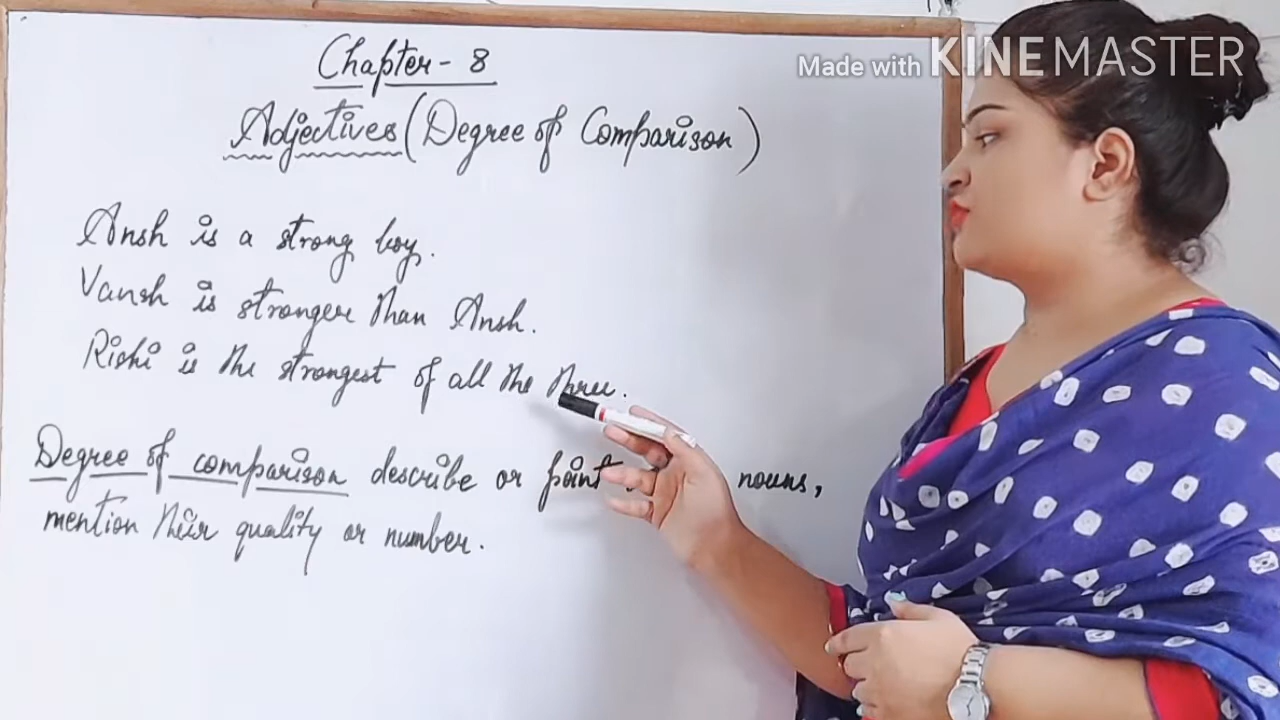 Made with KINEMASTER
Chapter - 8
Adjectives (Degree of Comparison)
Ansh is a strong boy.
Vansh is stronger than Ansh.
Rishi is the strongest of all the three.
Degree of comparison describe or point nouns,
mention their quality or number.